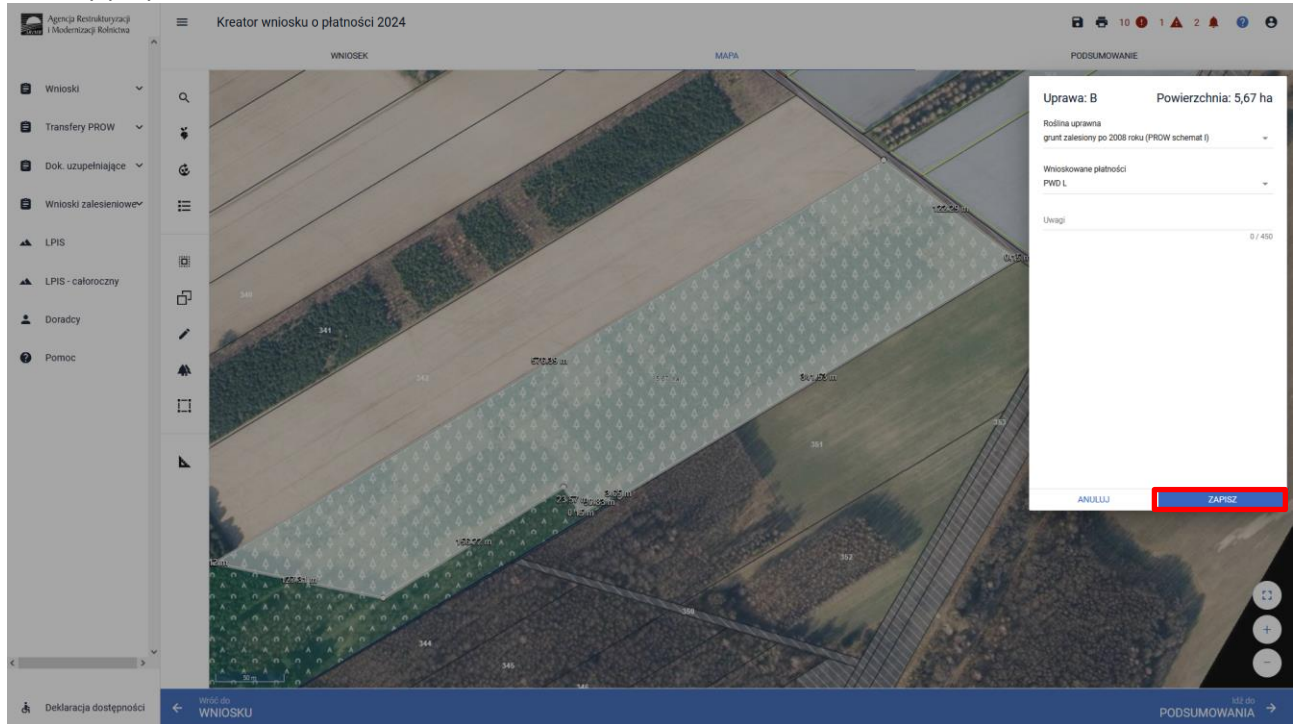 Agencja Restrukturyzacji
i Modernizacji Rolnictwa
Kreator wniosku o płatności 2024
10 1 2
WNIOSEK
MAPA
PODSUMOWANIE
Wnioski
Transfery PROW
Dok. uzupełniające
Wnioski zalesieniowe
LPIS
LPIS - całoroczny
Doradcy
Pomoc
Uprawa: B
Powierzchnia: 5,67 ha
Roślina uprawna
grunt zalesiony po 2008 roku (PROW schemat I)
Wnioskowane płatności
PWD L
Uwagi
0 / 450
ANULUJ
ZAPISZ
340
341
351
353
352
344
345
30 m
Deklaracja dostępności
Wróć do
WNIOSKU
Idź do
PODSUMOWANIA